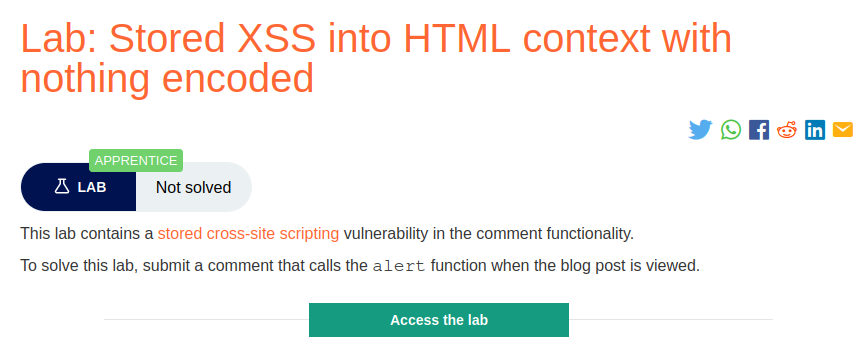 Lab: Stored XSS into HTML context with
nothing encoded
APPRENTICE
LAB
Not solved
This lab contains a stored cross-site scripting vulnerability in the comment functionality.
To solve this lab, submit a comment that calls the alert function when the blog post is viewed.
Access the lab